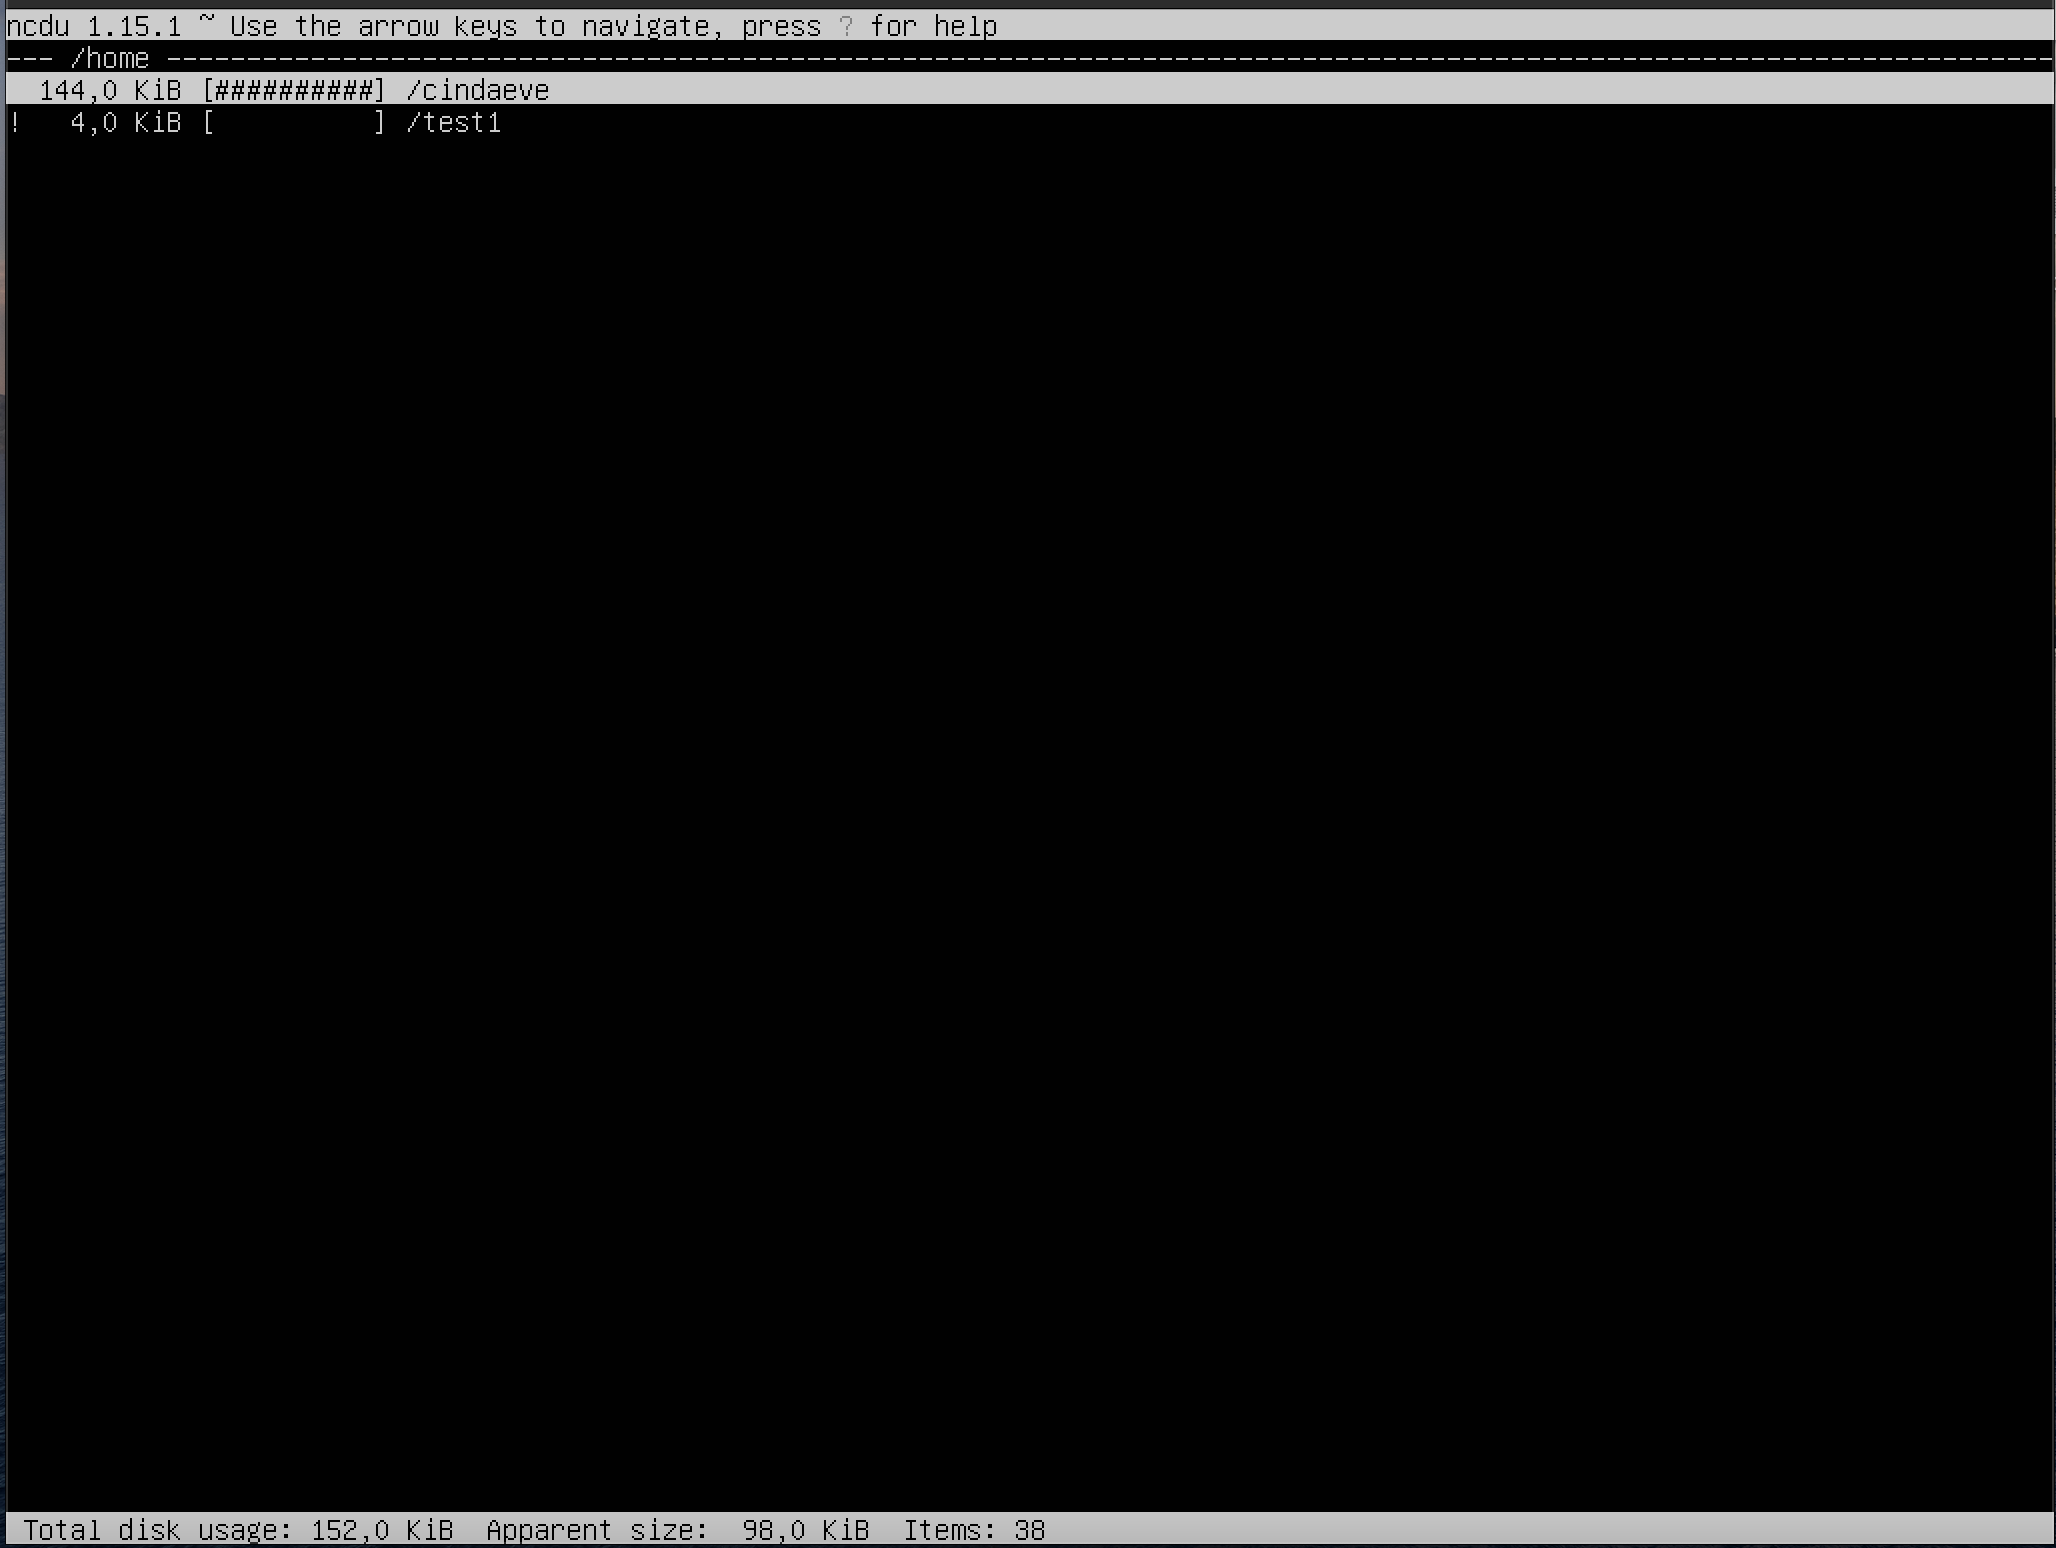 ncdu 1.15.1 ~ Use the arrow keys to navigate, press ? for help
--- /home ----------------------------------------------------------------------------------------------------------------------
  144,0 KiB [##########] /cindaeve
!   4,0 KiB [          ] /test1
 Total disk usage: 152,0 KiB  Apparent size:  98,0 KiB  Items: 38